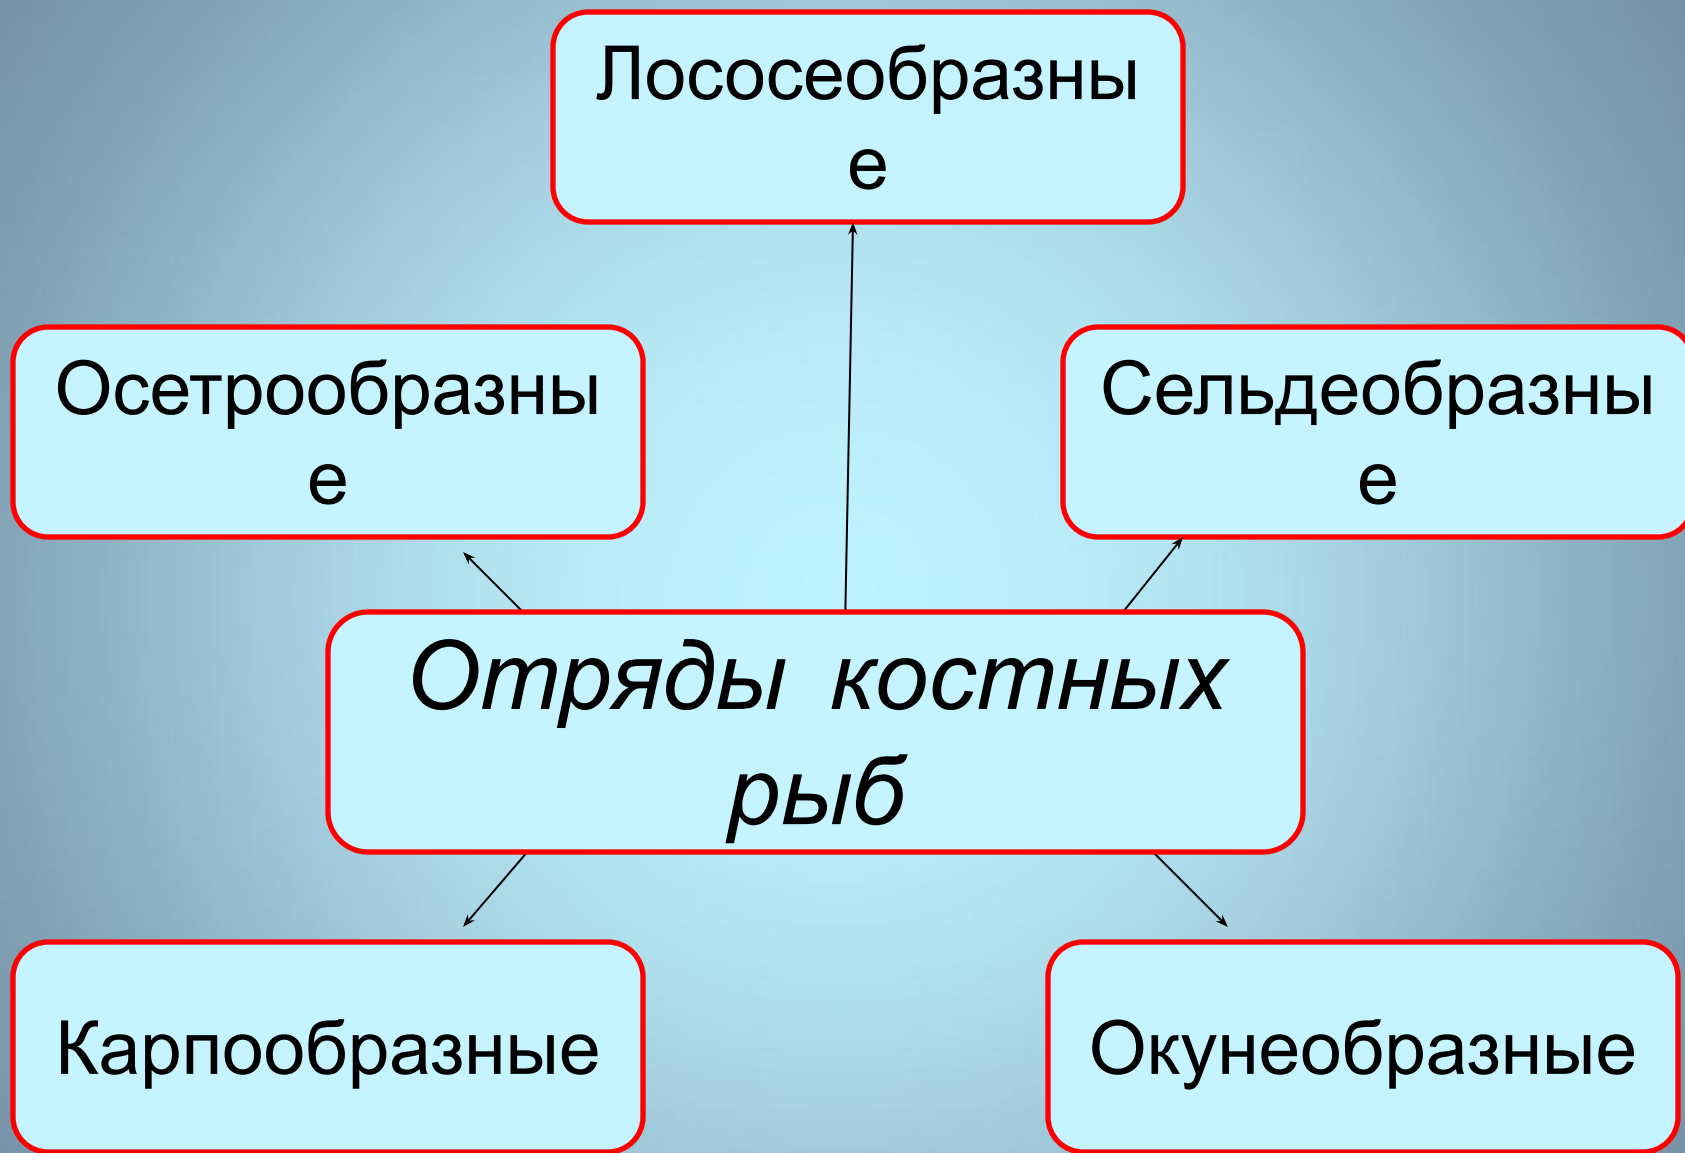 Лососеобразны
е
Осетрообразны
е
Сельдеобразны
е
Отряды костных
рыб
Карпообразные
Окунеобразные